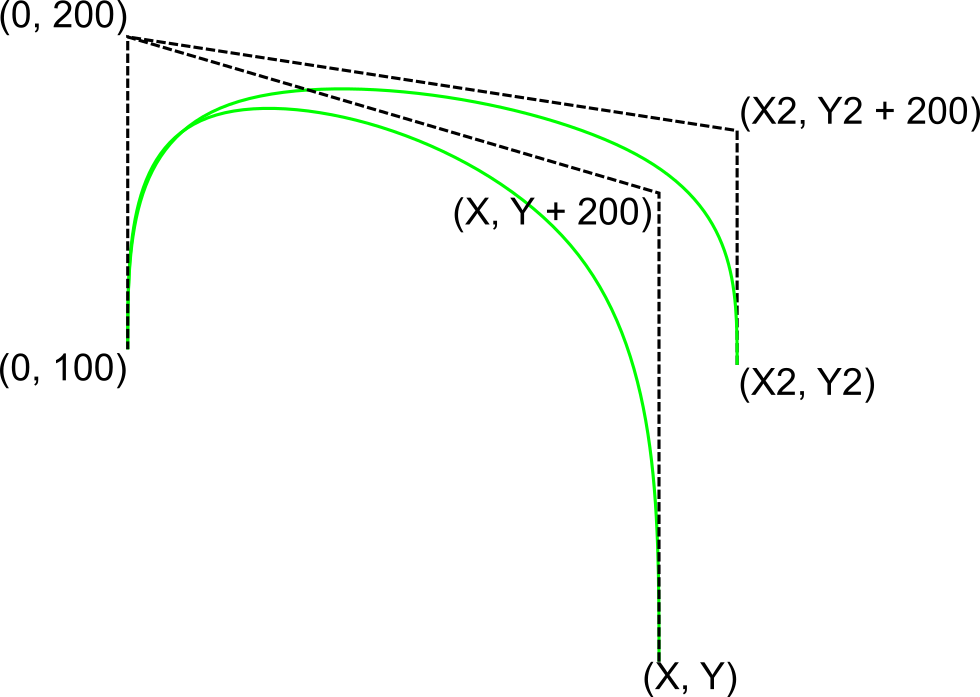 (0, 200)
(X2, Y2 + 200)
(X, Y + 200)
(0, 100)
(X2, Y2)
(X, Y)